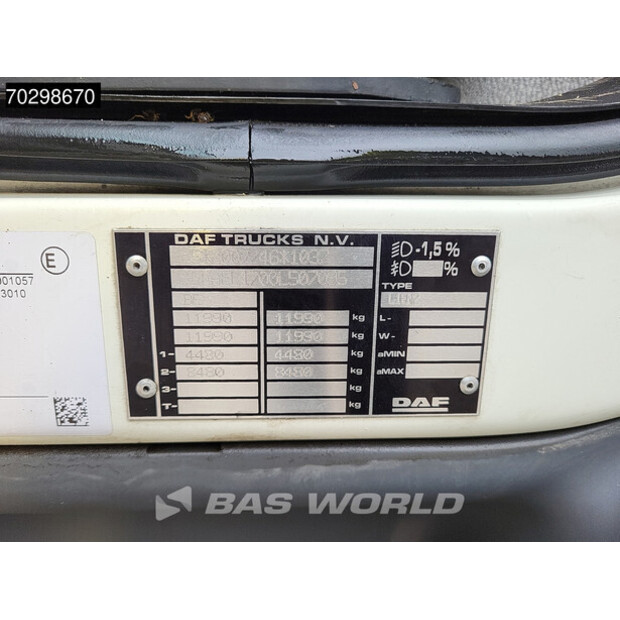 70298670
E
001057
3010
DAF TRUCKS N.V.
-1,5 %
%
TYPE
11990 11990 kg
L-
11990 11990 kg
W-
1- 4480 4480 kg
aMIN
2- 8480 8480 kg
aMAX
3- kg
T- kg
DAF
BAS WORLD